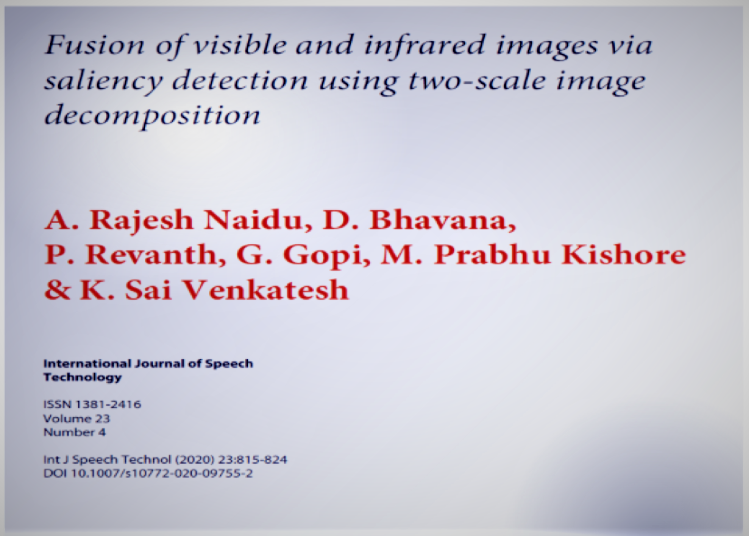 Fusion of visible and infrared images via
saliency detection using two-scale image
decomposition
A. Rajesh Naidu, D. Bhavana,
P. Revanth, G. Gopi, M. Prabhu Kishore
& K. Sai Venkatesh
International Journal of Speech
Technology
ISSN 1381-2416
Volume 23
Number 4
Int J Speech Technol (2020) 23:815-824
DOI 10.1007/s10772-020-09755-2